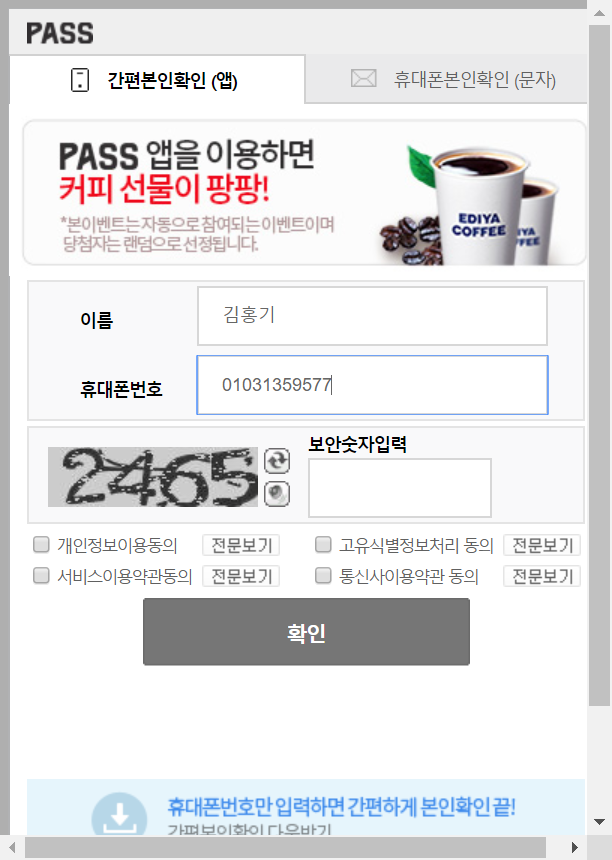 PASS
간편본인확인 (앱)
휴대폰본인확인 (문자)
PASS 앱을 이용하면
커피 선물이 팡팡!
*본이벤트는 자동으로 참여되는 이벤트이며
당첨자는 랜덤으로 선정됩니다.
EDIYA
COFFEE
YA
FFEE
이름
김홍기
휴대폰번호
01031359577
2465
보안숫자입력
개인정보이용동의 전문보기
고유식별정보처리 동의 전문보기
서비스이용약관동의 전문보기
통신사이용약관 동의 전문보기
확인
휴대폰번호만 입력하면 간편하게 본인확인 끝!
간편본인확인 다운받기